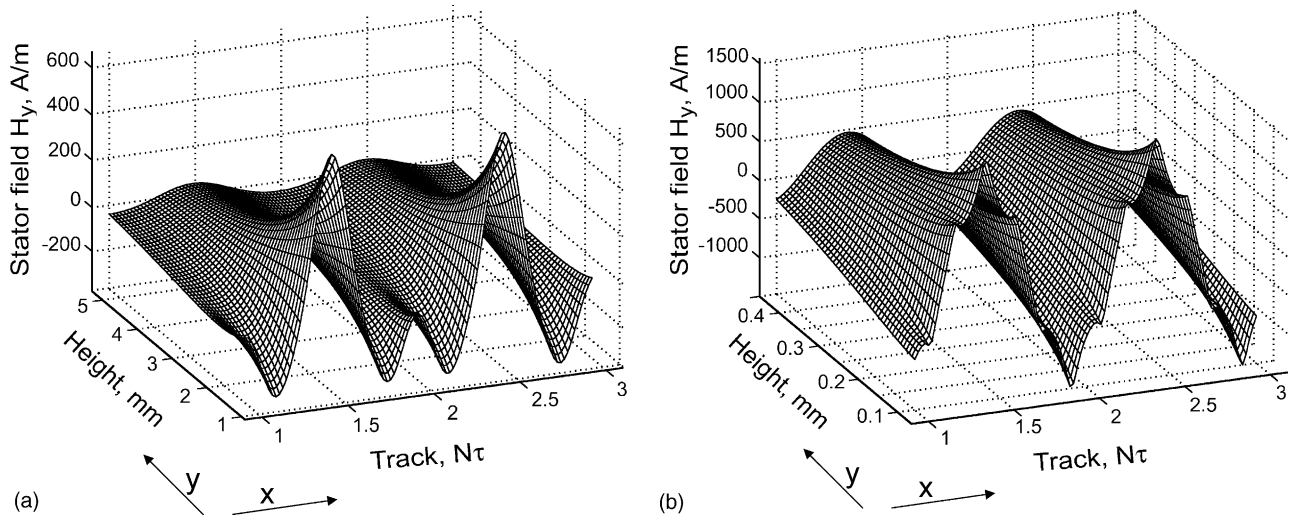 600
400
200
0
-200
Stator field Hy, A/m
5
4
3
2
1
Height, mm
1
1.5
2
2.5
3
Track, Nτ
y
x
(a)
1500
1000
500
0
-500
-1000
Stator field Hy, A/m
0.4
0.3
0.2
0.1
Height, mm
1
1.5
2
2.5
3
Track, Nτ
y
x
(b)